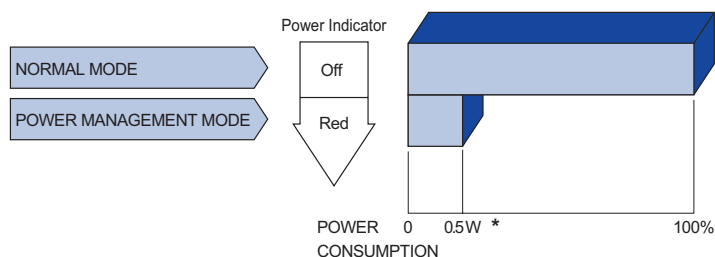 Power Indicator
NORMAL MODE
Off
POWER MANAGEMENT MODE
Red
POWER CONSUMPTION
0 0.5W * 100%